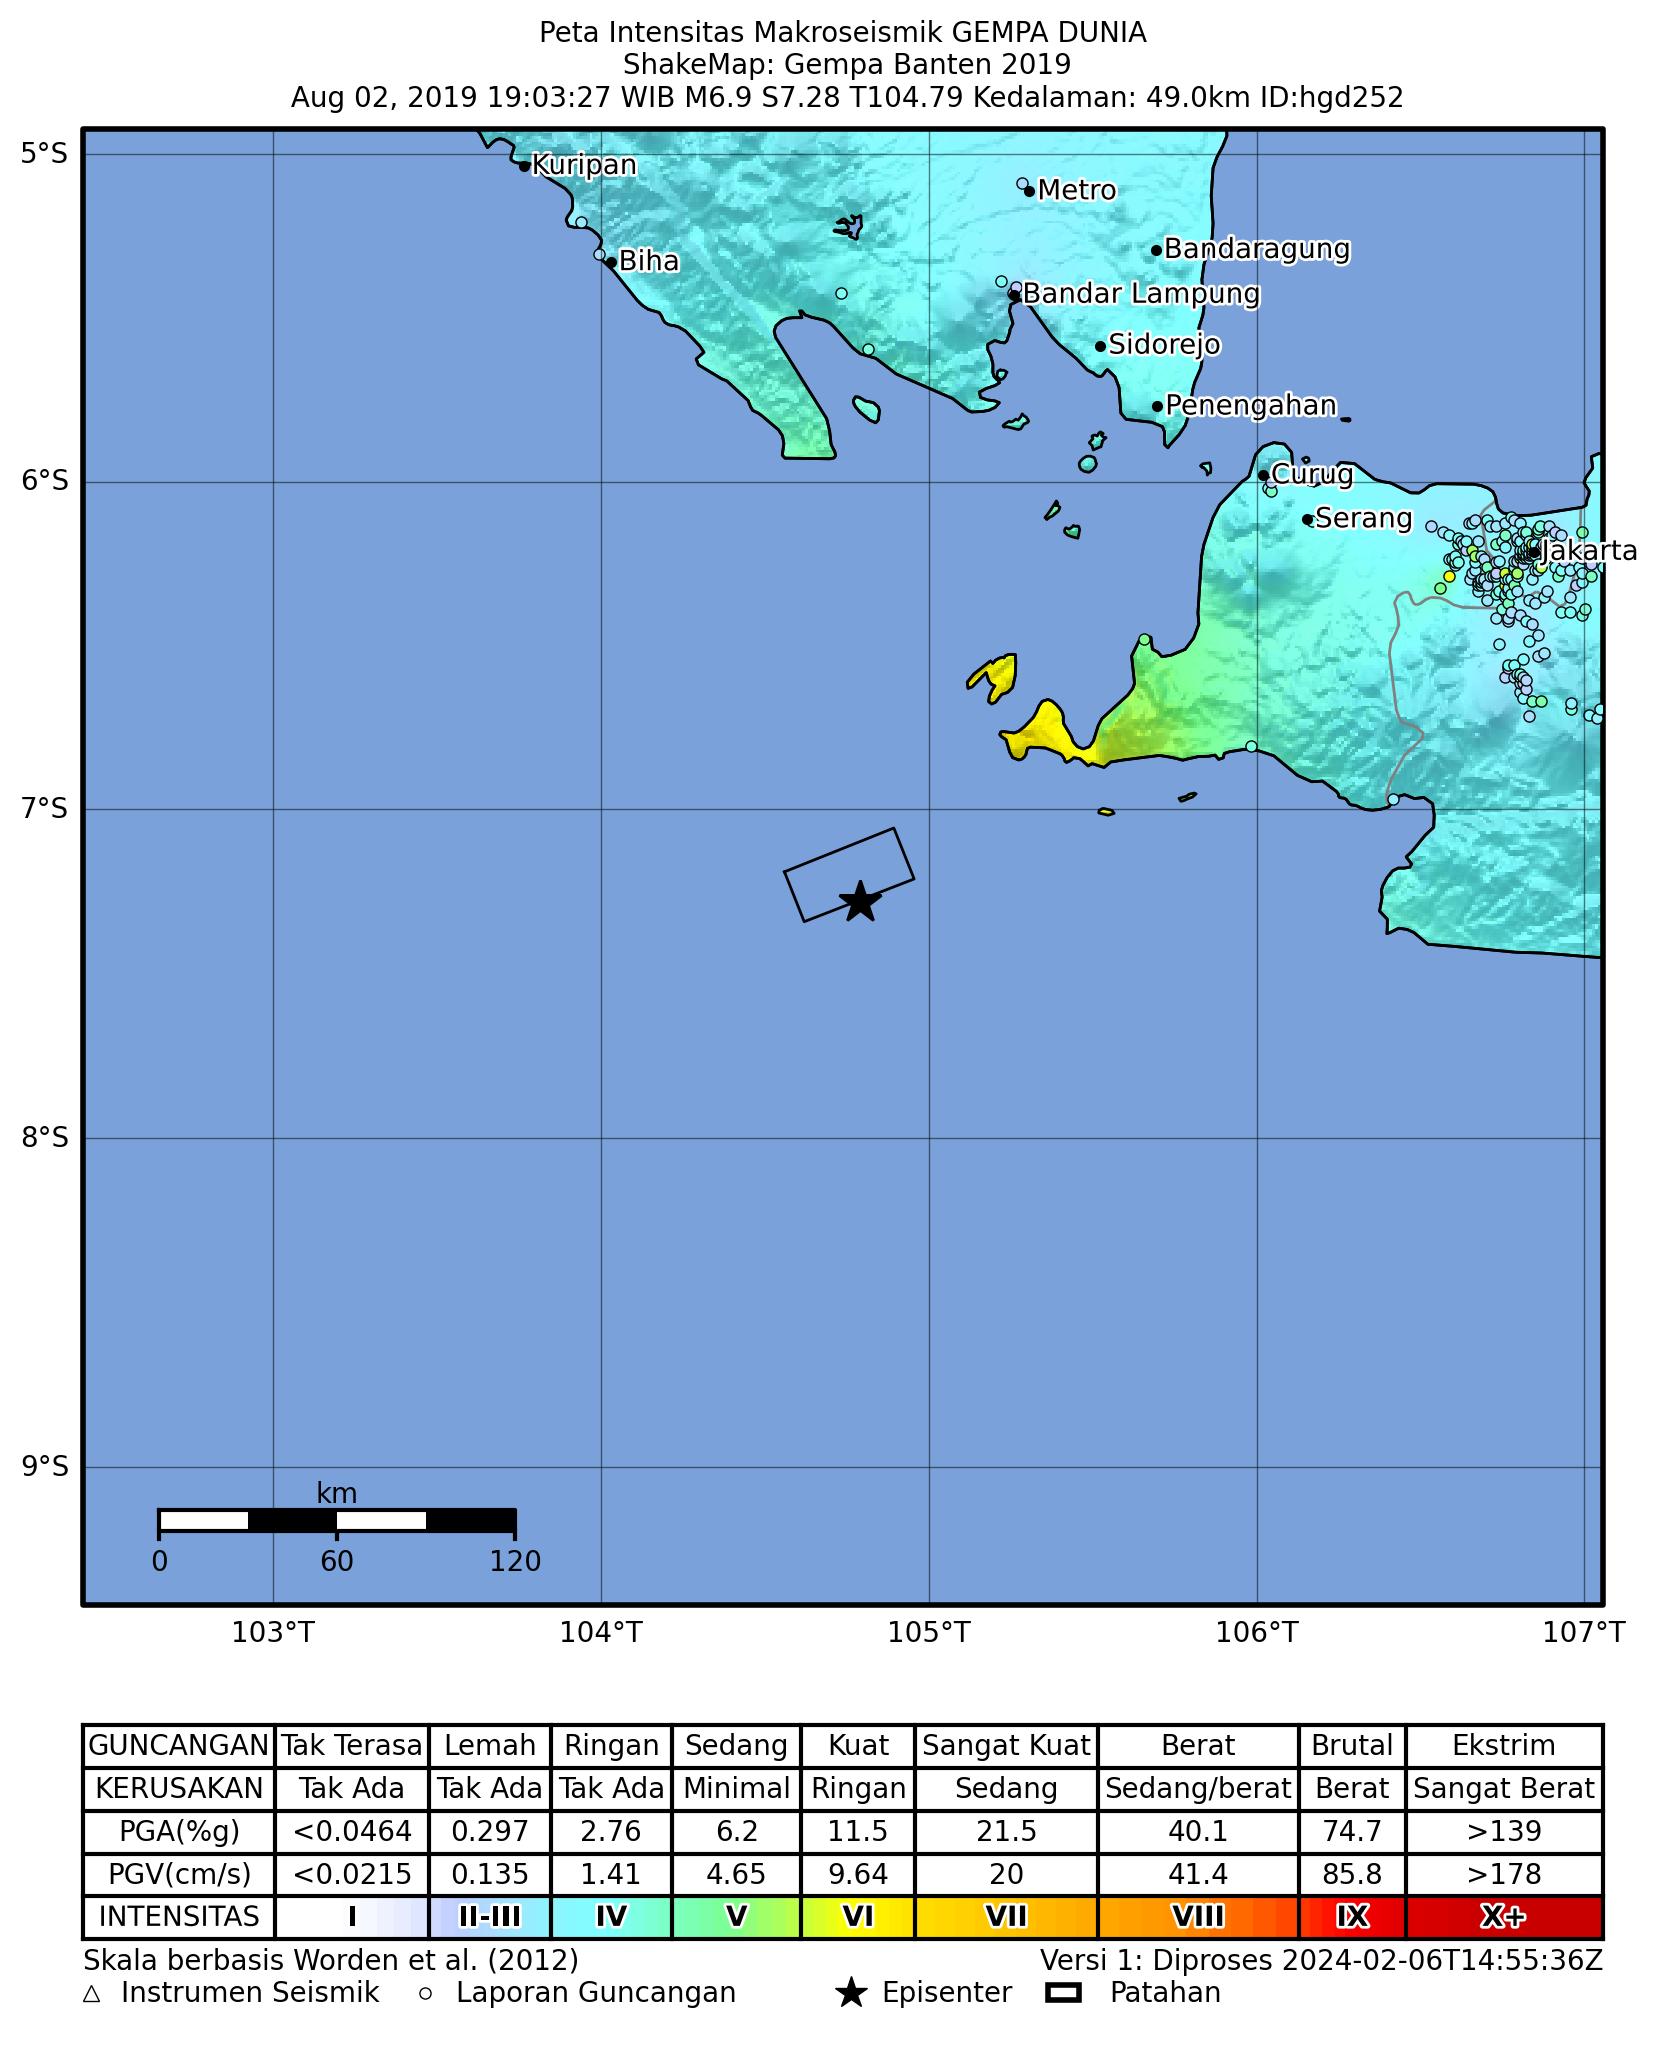 Peta Intensitas Makroseismik GEMPA DUNIA
ShakeMap: Gempa Banten 2019
Aug 02, 2019 19:03:27 WIB M6.9 S7.28 T104.79 Kedalaman: 49.0km ID:hgd252
5°S
Kuripan
Metro
Biha
Bandaragung
Bandar Lampung
Sidorejo
Penengahan
6°S
Curug
Serang
Jakarta
7°S
8°S
9°S
km
0 60 120
103°T 104°T 105°T 106°T 107°T
GUNCANGAN Tak Terasa Lemah Ringan Sedang Kuat Sangat Kuat Berat Brutal Ekstrim
KERUSAKAN Tak Ada Tak Ada Tak Ada Minimal Ringan Sedang Sedang/berat Berat Sangat Berat
PGA(%g) <0.0464 0.297 2.76 6.2 11.5 21.5 40.1 74.7 >139
PGV(cm/s) <0.0215 0.135 1.41 4.65 9.64 20 41.4 85.8 >178
INTENSITAS I II-III IV V VI VII VIII IX X+
Skala berbasis Worden et al. (2012) Versi 1: Diproses 2024-02-06T14:55:36Z
Instrumen Seismik Laporan Guncangan Episenter Patahan